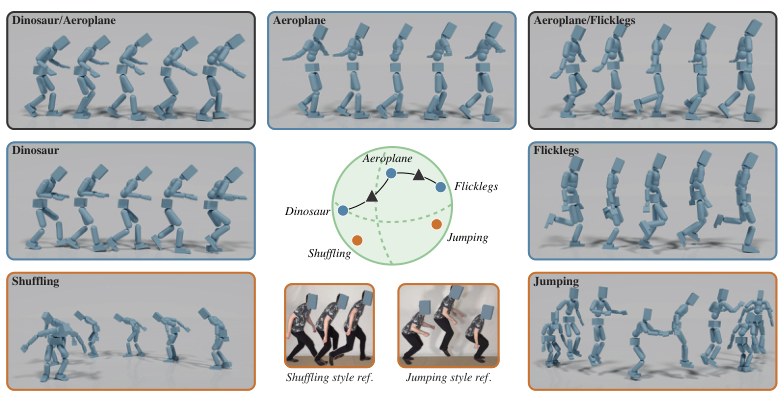 Dinosaur/Aeroplane
Aeroplane
Aeroplane/Flicklegs
Dinosaur
Aeroplane
Flicklegs
Dinosaur
Shuffling
Jumping
Flicklegs
Shuffling
Shuffling style ref.
Jumping style ref.
Jumping